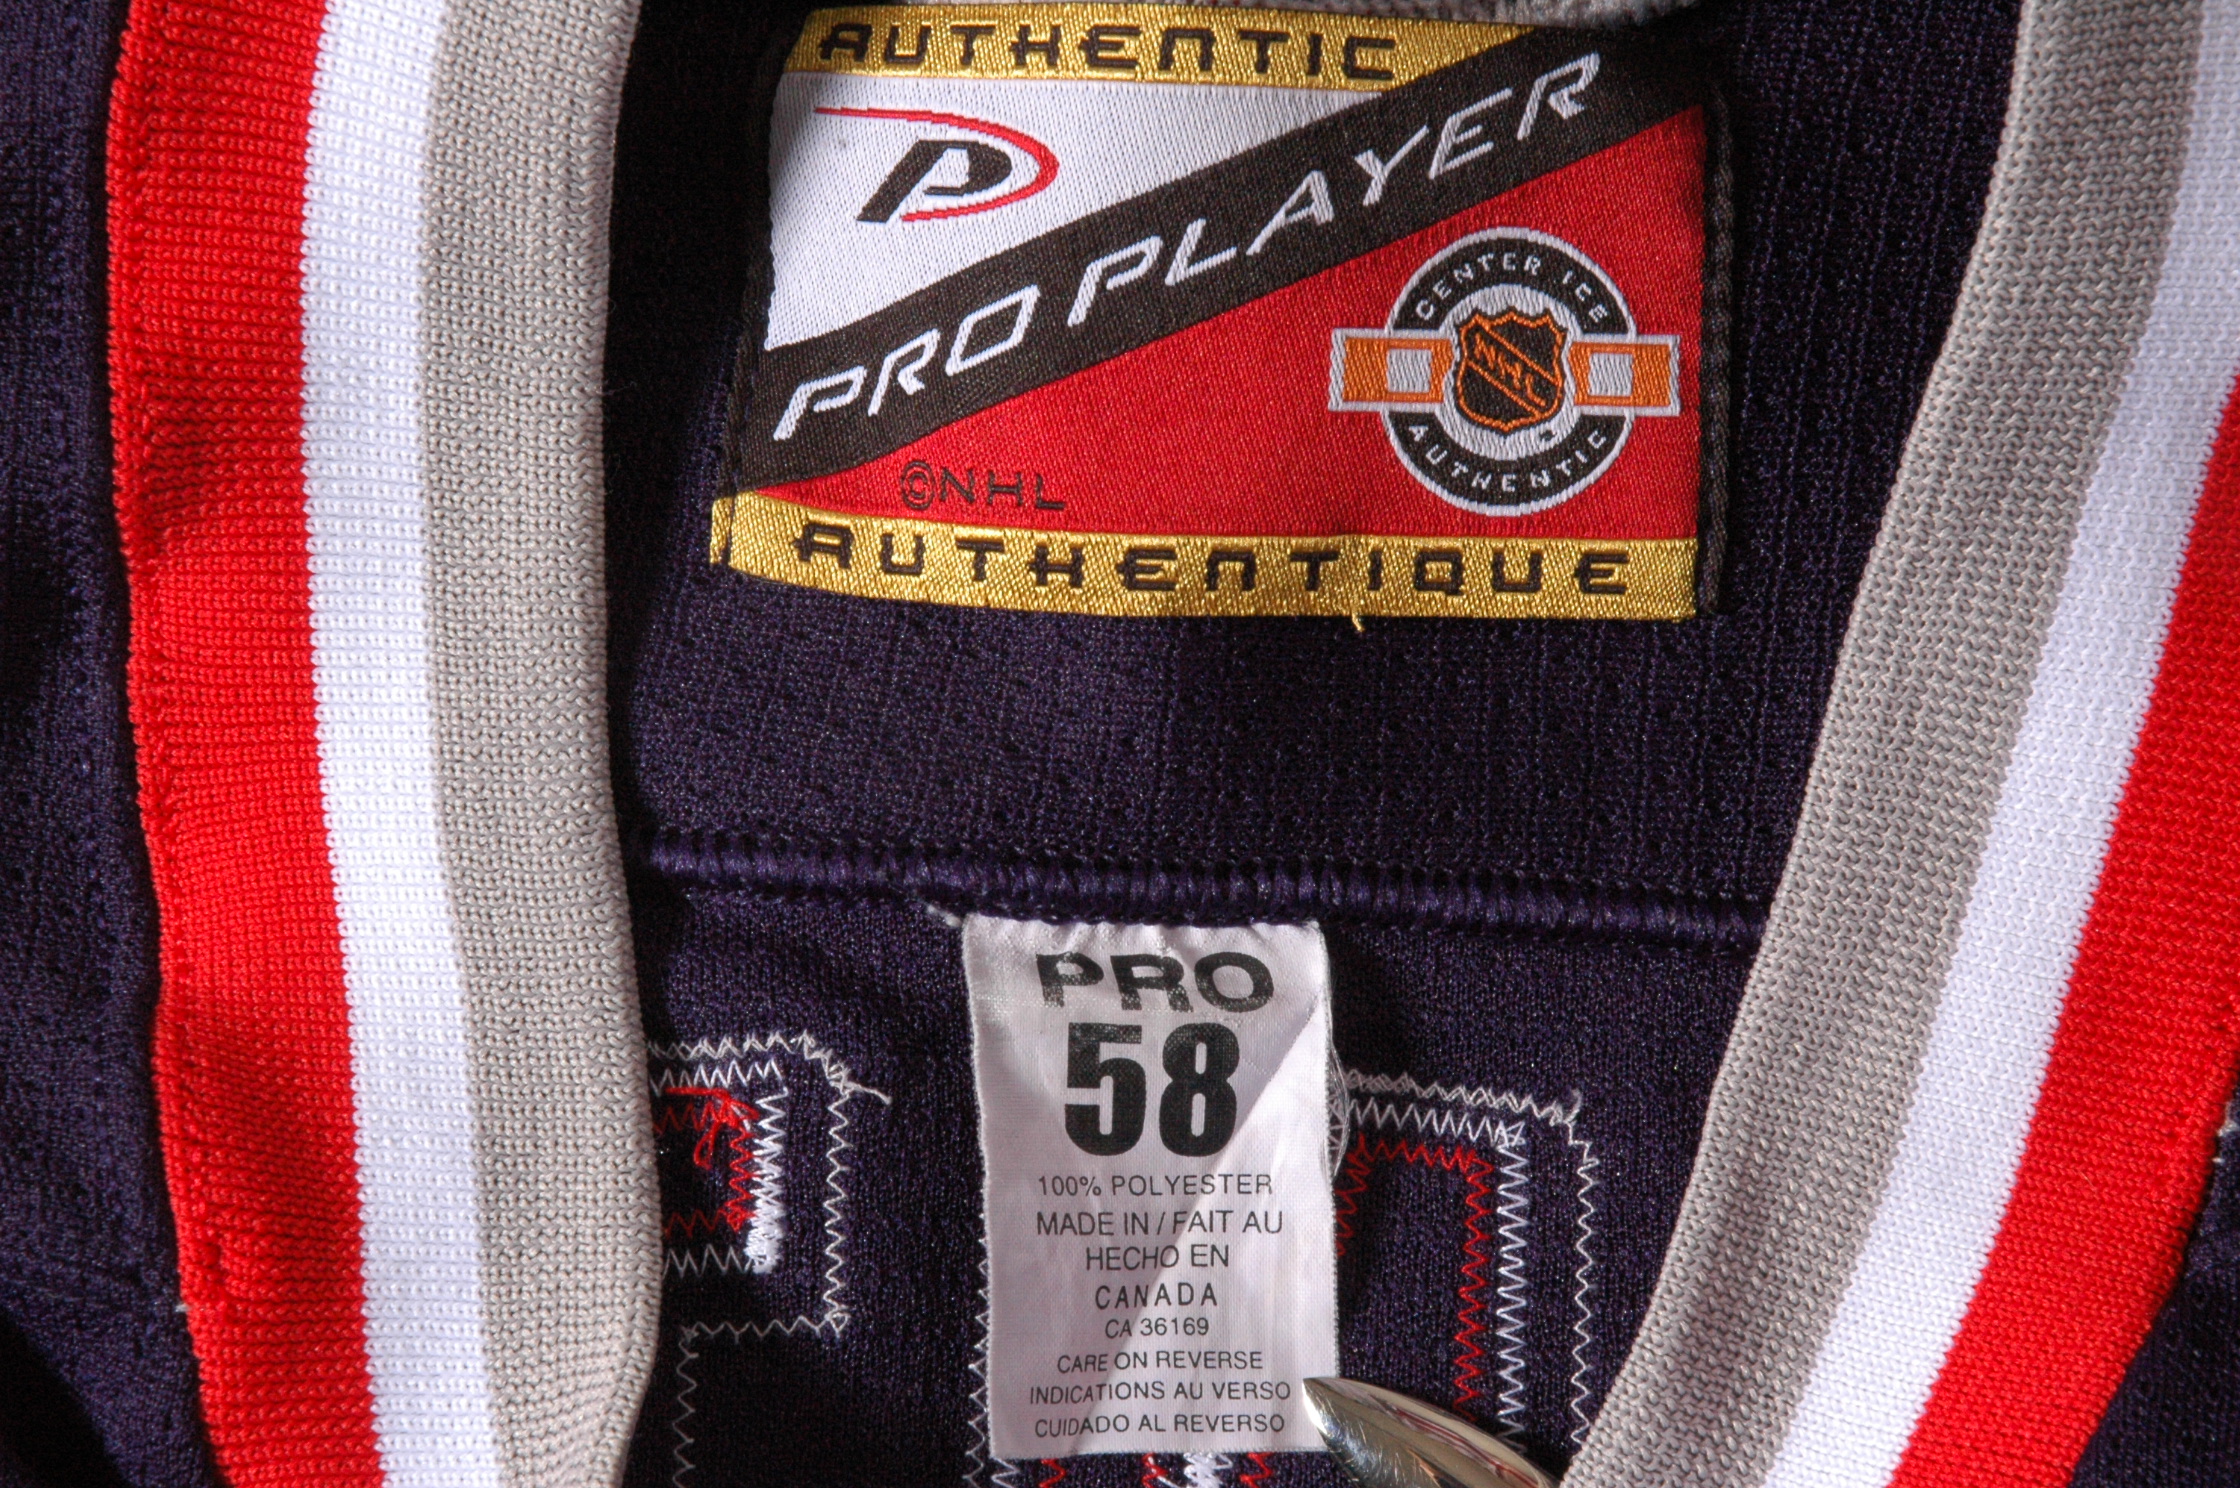 AUTHENTIC
P
PRO PLAYER
CENTER ICE
NHL
AUTHENTIC
©NHL
AUTHENTIQUE
PRO
58
100% POLYESTER
MADE IN / FAIT AU
HECHO EN
CANADA
CA 36169
CARE ON REVERSE
INDICATIONS AU VERSO
CUIDADO AL REVERSO